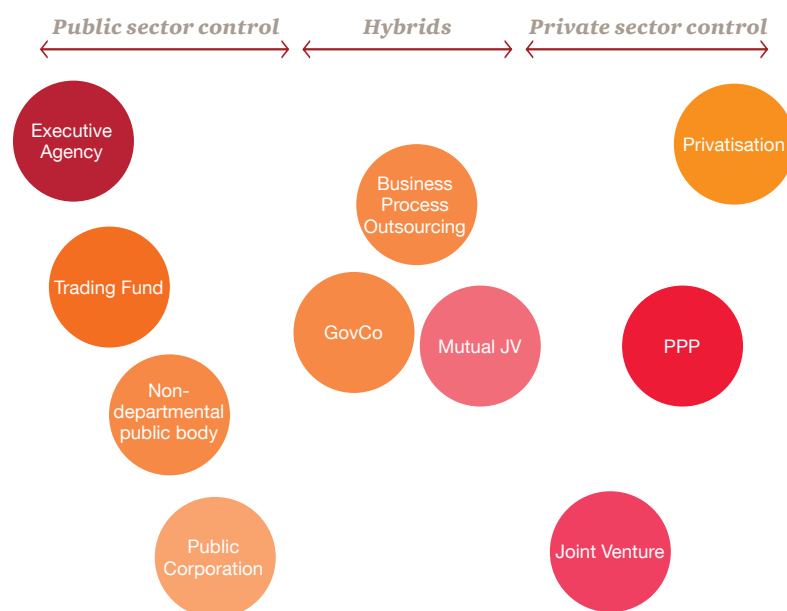 Public sector control
Hybrids
Private sector control
Executive
Agency
Privatisation
Business
Process
Outsourcing
Trading Fund
GovCo
Mutual JV
PPP
Non-
departmental
public body
Public
Corporation
Joint Venture